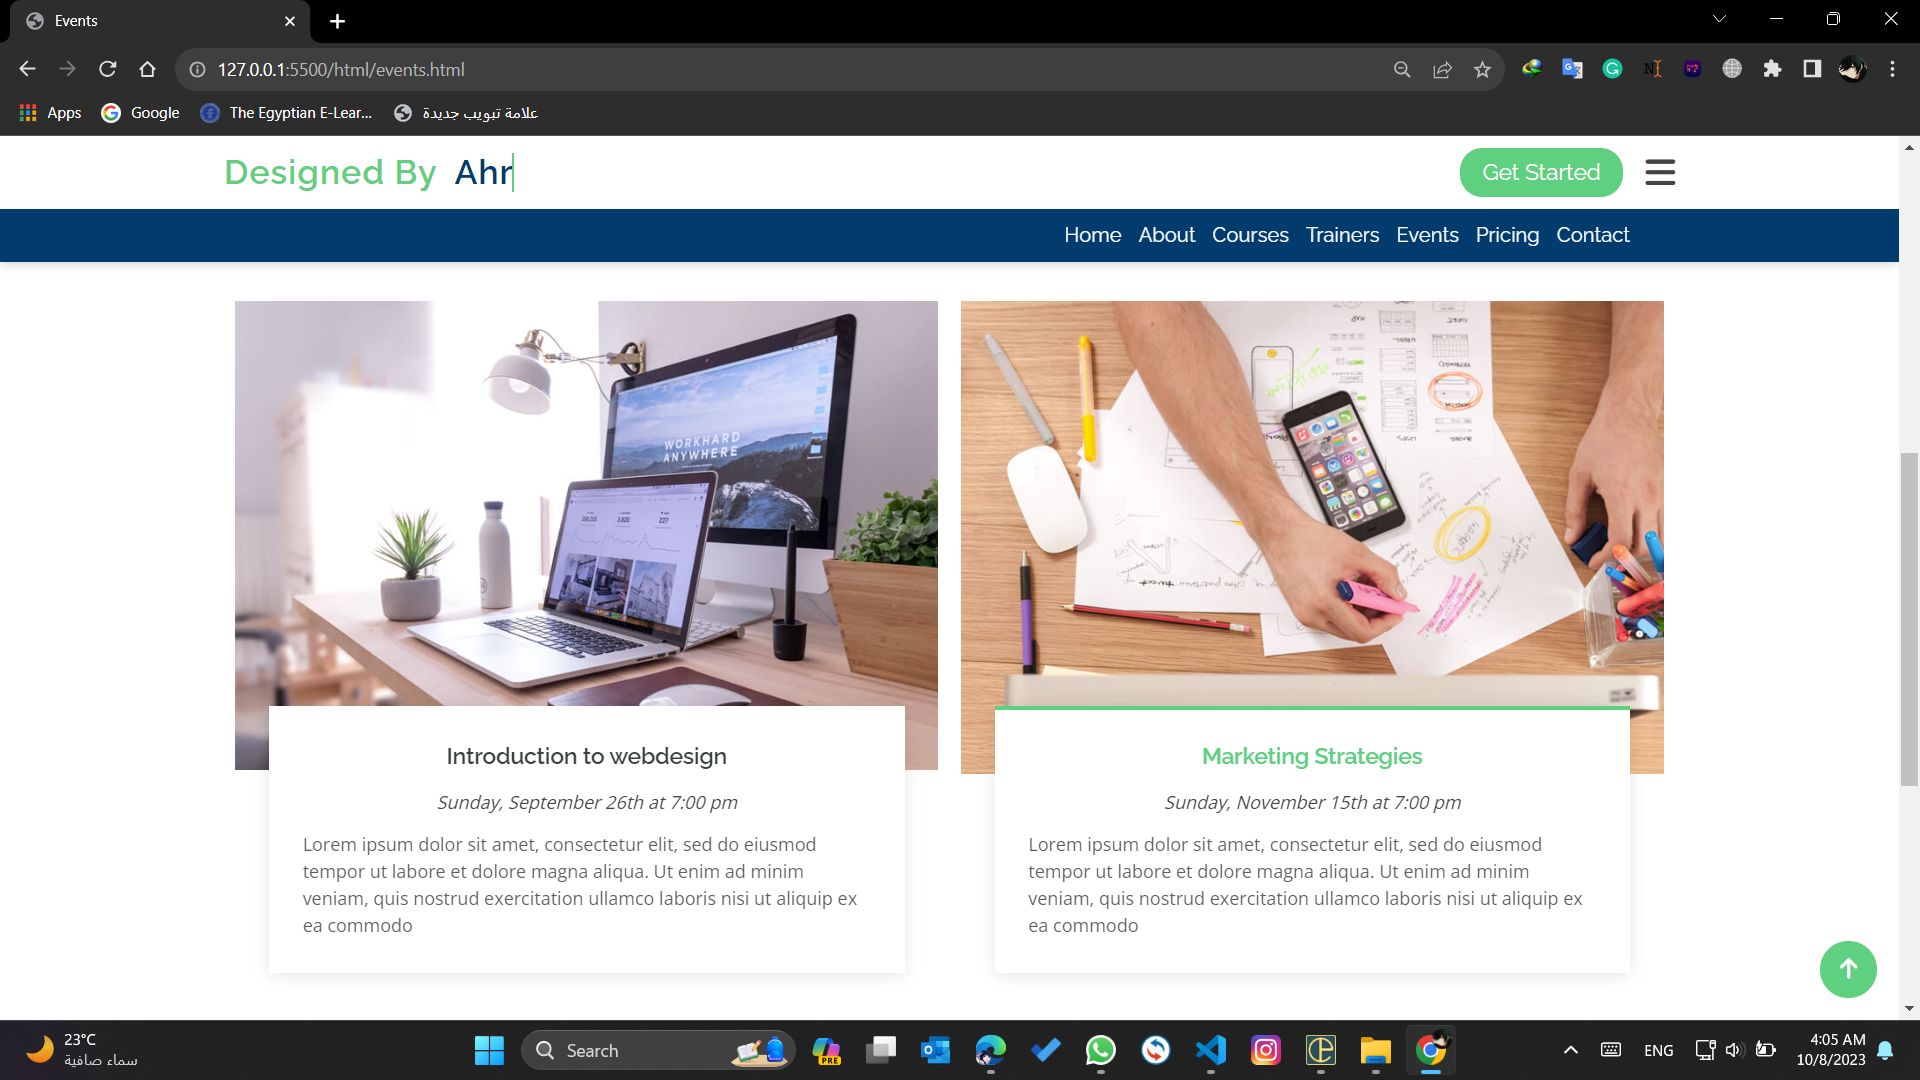 Events
127.0.0.1:5500/html/events.html
Apps
Google
The Egyptian E-Lear...
علامة تبويب جديدة
Designed By Ahr
Get Started
Home About Courses Trainers Events Pricing Contact
WORKHARD
ANYWHERE
Introduction to webdesign
Sunday, September 26th at 7:00 pm
Lorem ipsum dolor sit amet, consectetur elit, sed do eiusmod
tempor ut labore et dolore magna aliqua. Ut enim ad minim
veniam, quis nostrud exercitation ullamco laboris nisi ut aliquip ex
ea commodo
Marketing Strategies
Sunday, November 15th at 7:00 pm
Lorem ipsum dolor sit amet, consectetur elit, sed do eiusmod
tempor ut labore et dolore magna aliqua. Ut enim ad minim
veniam, quis nostrud exercitation ullamco laboris nisi ut aliquip ex
ea commodo
23°C
سماء صافية
Search
PRE
ENG
4:05 AM
10/8/2023